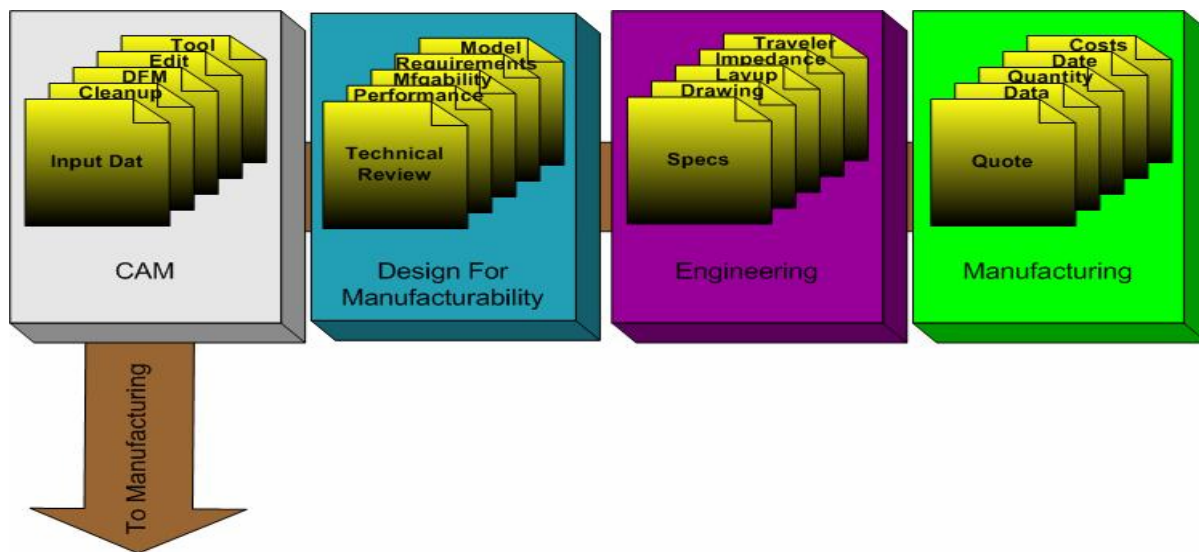 Tool
Edit
DFM
Cleanup
Input Dat
CAM
Model
Requirements
Mfgability
Performance
Technical
Review
Design For
Manufacturability
Traveler
Impedance
Layup
Drawing
Specs
Engineering
Costs
Date
Quantity
Data
Quote
Manufacturing
To Manufacturing